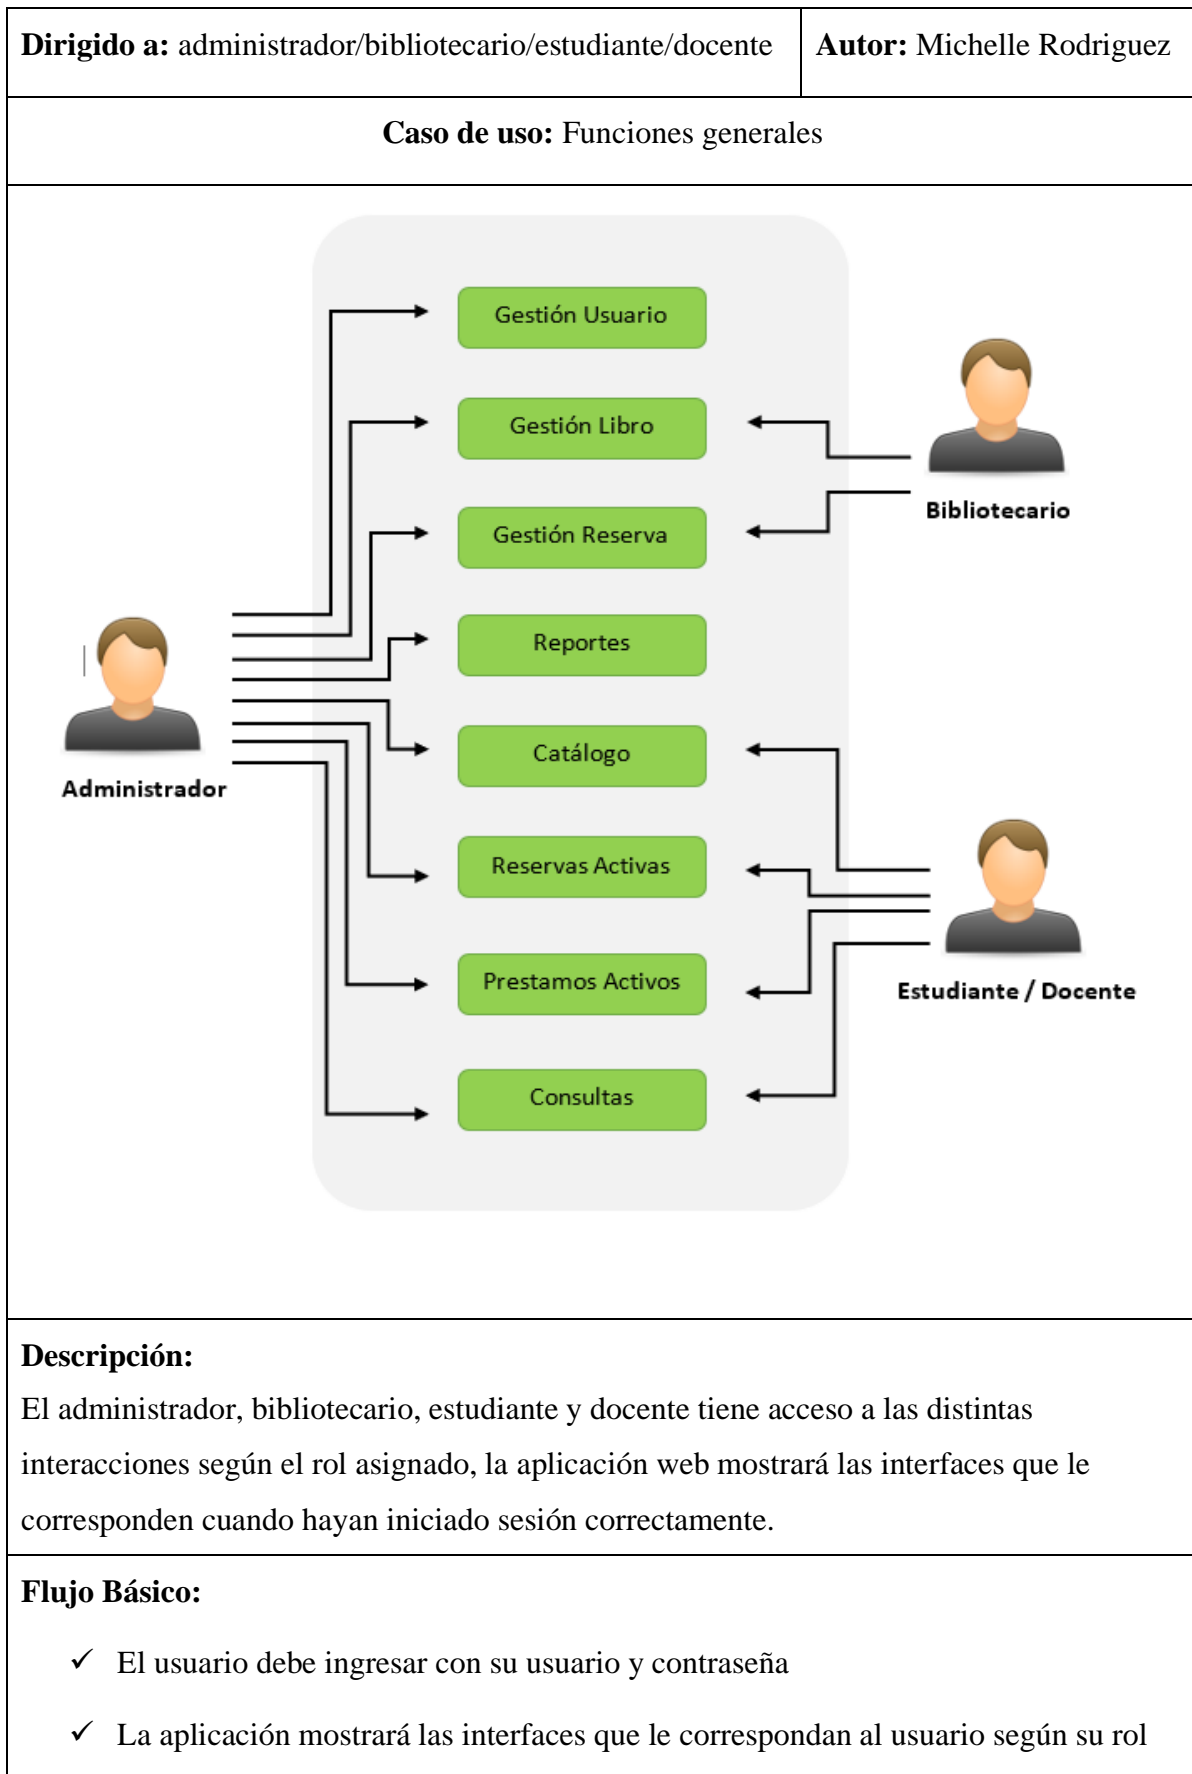 Dirigido a: administrador/bibliotecario/estudiante/docente
Autor: Michelle Rodriguez
Caso de uso: Funciones generales
Gestión Usuario
Gestión Libro
Gestión Reserva
Reportes
Catálogo
Reservas Activas
Prestamos Activos
Consultas
Administrador
Bibliotecario
Estudiante / Docente
Descripción:
El administrador, bibliotecario, estudiante y docente tiene acceso a las distintas
interacciones según el rol asignado, la aplicación web mostrará las interfaces que le
corresponden cuando hayan iniciado sesión correctamente.
Flujo Básico:
✓ El usuario debe ingresar con su usuario y contraseña
✓ La aplicación mostrará las interfaces que le correspondan al usuario según su rol